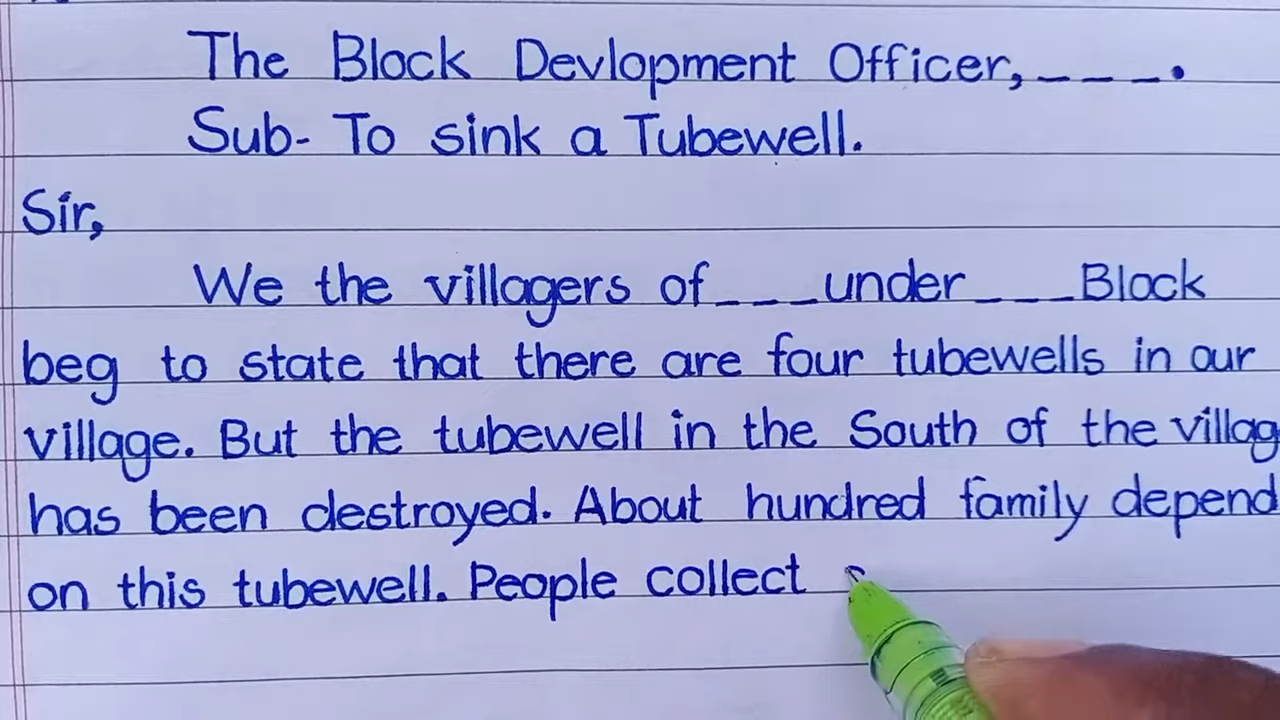 The Block Devlopment Officer,___.
Sub- To sink a Tubewell.
Sir,
We the villagers of___under___Block
beg to state that there are four tubewells in our
village. But the tubewell in the South of the villag
has been destroyed. About hundred family depend
on this tubewell. People collect